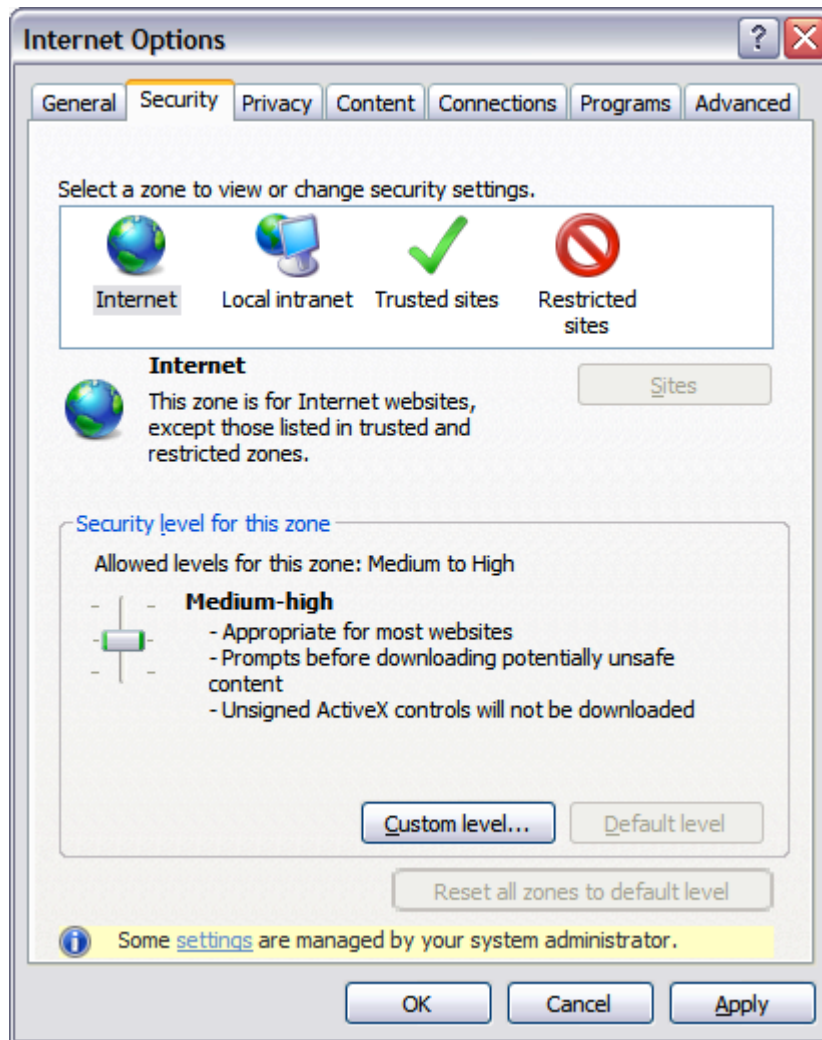 Internet Options
General Security Privacy Content Connections Programs Advanced
Select a zone to view or change security settings.
Internet Local intranet Trusted sites Restricted
sites
Internet
Sites
This zone is for Internet websites,
except those listed in trusted and
restricted zones.
Security level for this zone
Allowed levels for this zone: Medium to High
Medium-high
- Appropriate for most websites
- Prompts before downloading potentially unsafe
content
- Unsigned ActiveX controls will not be downloaded
Custom level... Default level
Reset all zones to default level
Some settings are managed by your system administrator.
OK Cancel Apply